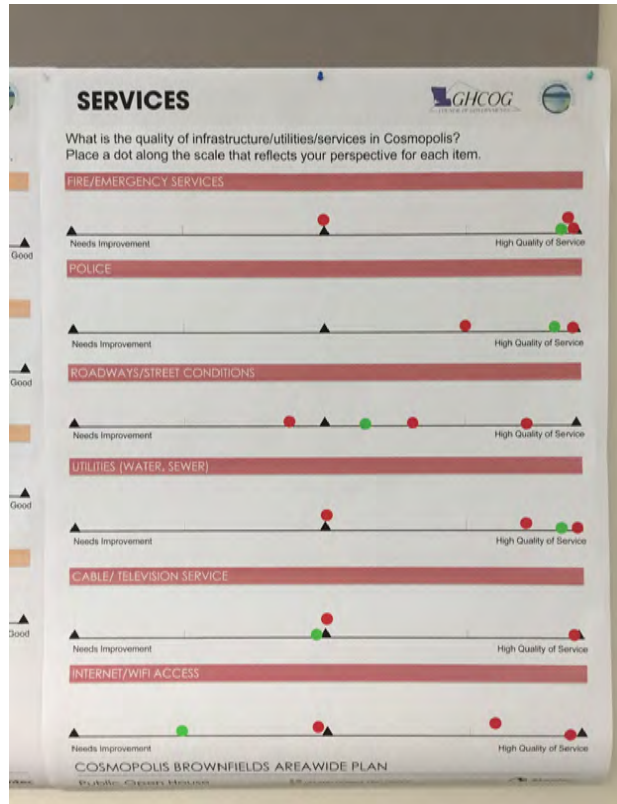 SERVICES
GHCOG
What is the quality of infrastructure/utilities/services in Cosmopolis?
Place a dot along the scale that reflects your perspective for each item.
FIRE/EMERGENCY SERVICES
Needs Improvement
High Quality of Service
Good
POLICE
Needs Improvement
High Quality of Service
Good
ROADWAYS/STREET CONDITIONS
Needs Improvement
High Quality of Service
UTILITIES (WATER, SEWER)
Good
Needs Improvement
High Quality of Service
CABLE/ TELEVISION SERVICE
Good
Needs Improvement
High Quality of Service
INTERNET/WIFI ACCESS
Needs Improvement
High Quality of Service
COSMOPOLIS BROWNFIELDS AREAWIDE PLAN
Public Open House